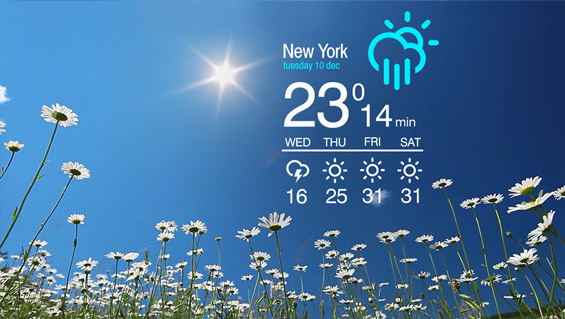 New York
tuesday 10 dec
23⁰ 14 min
WED THU FRI SAT
16 25 31 31